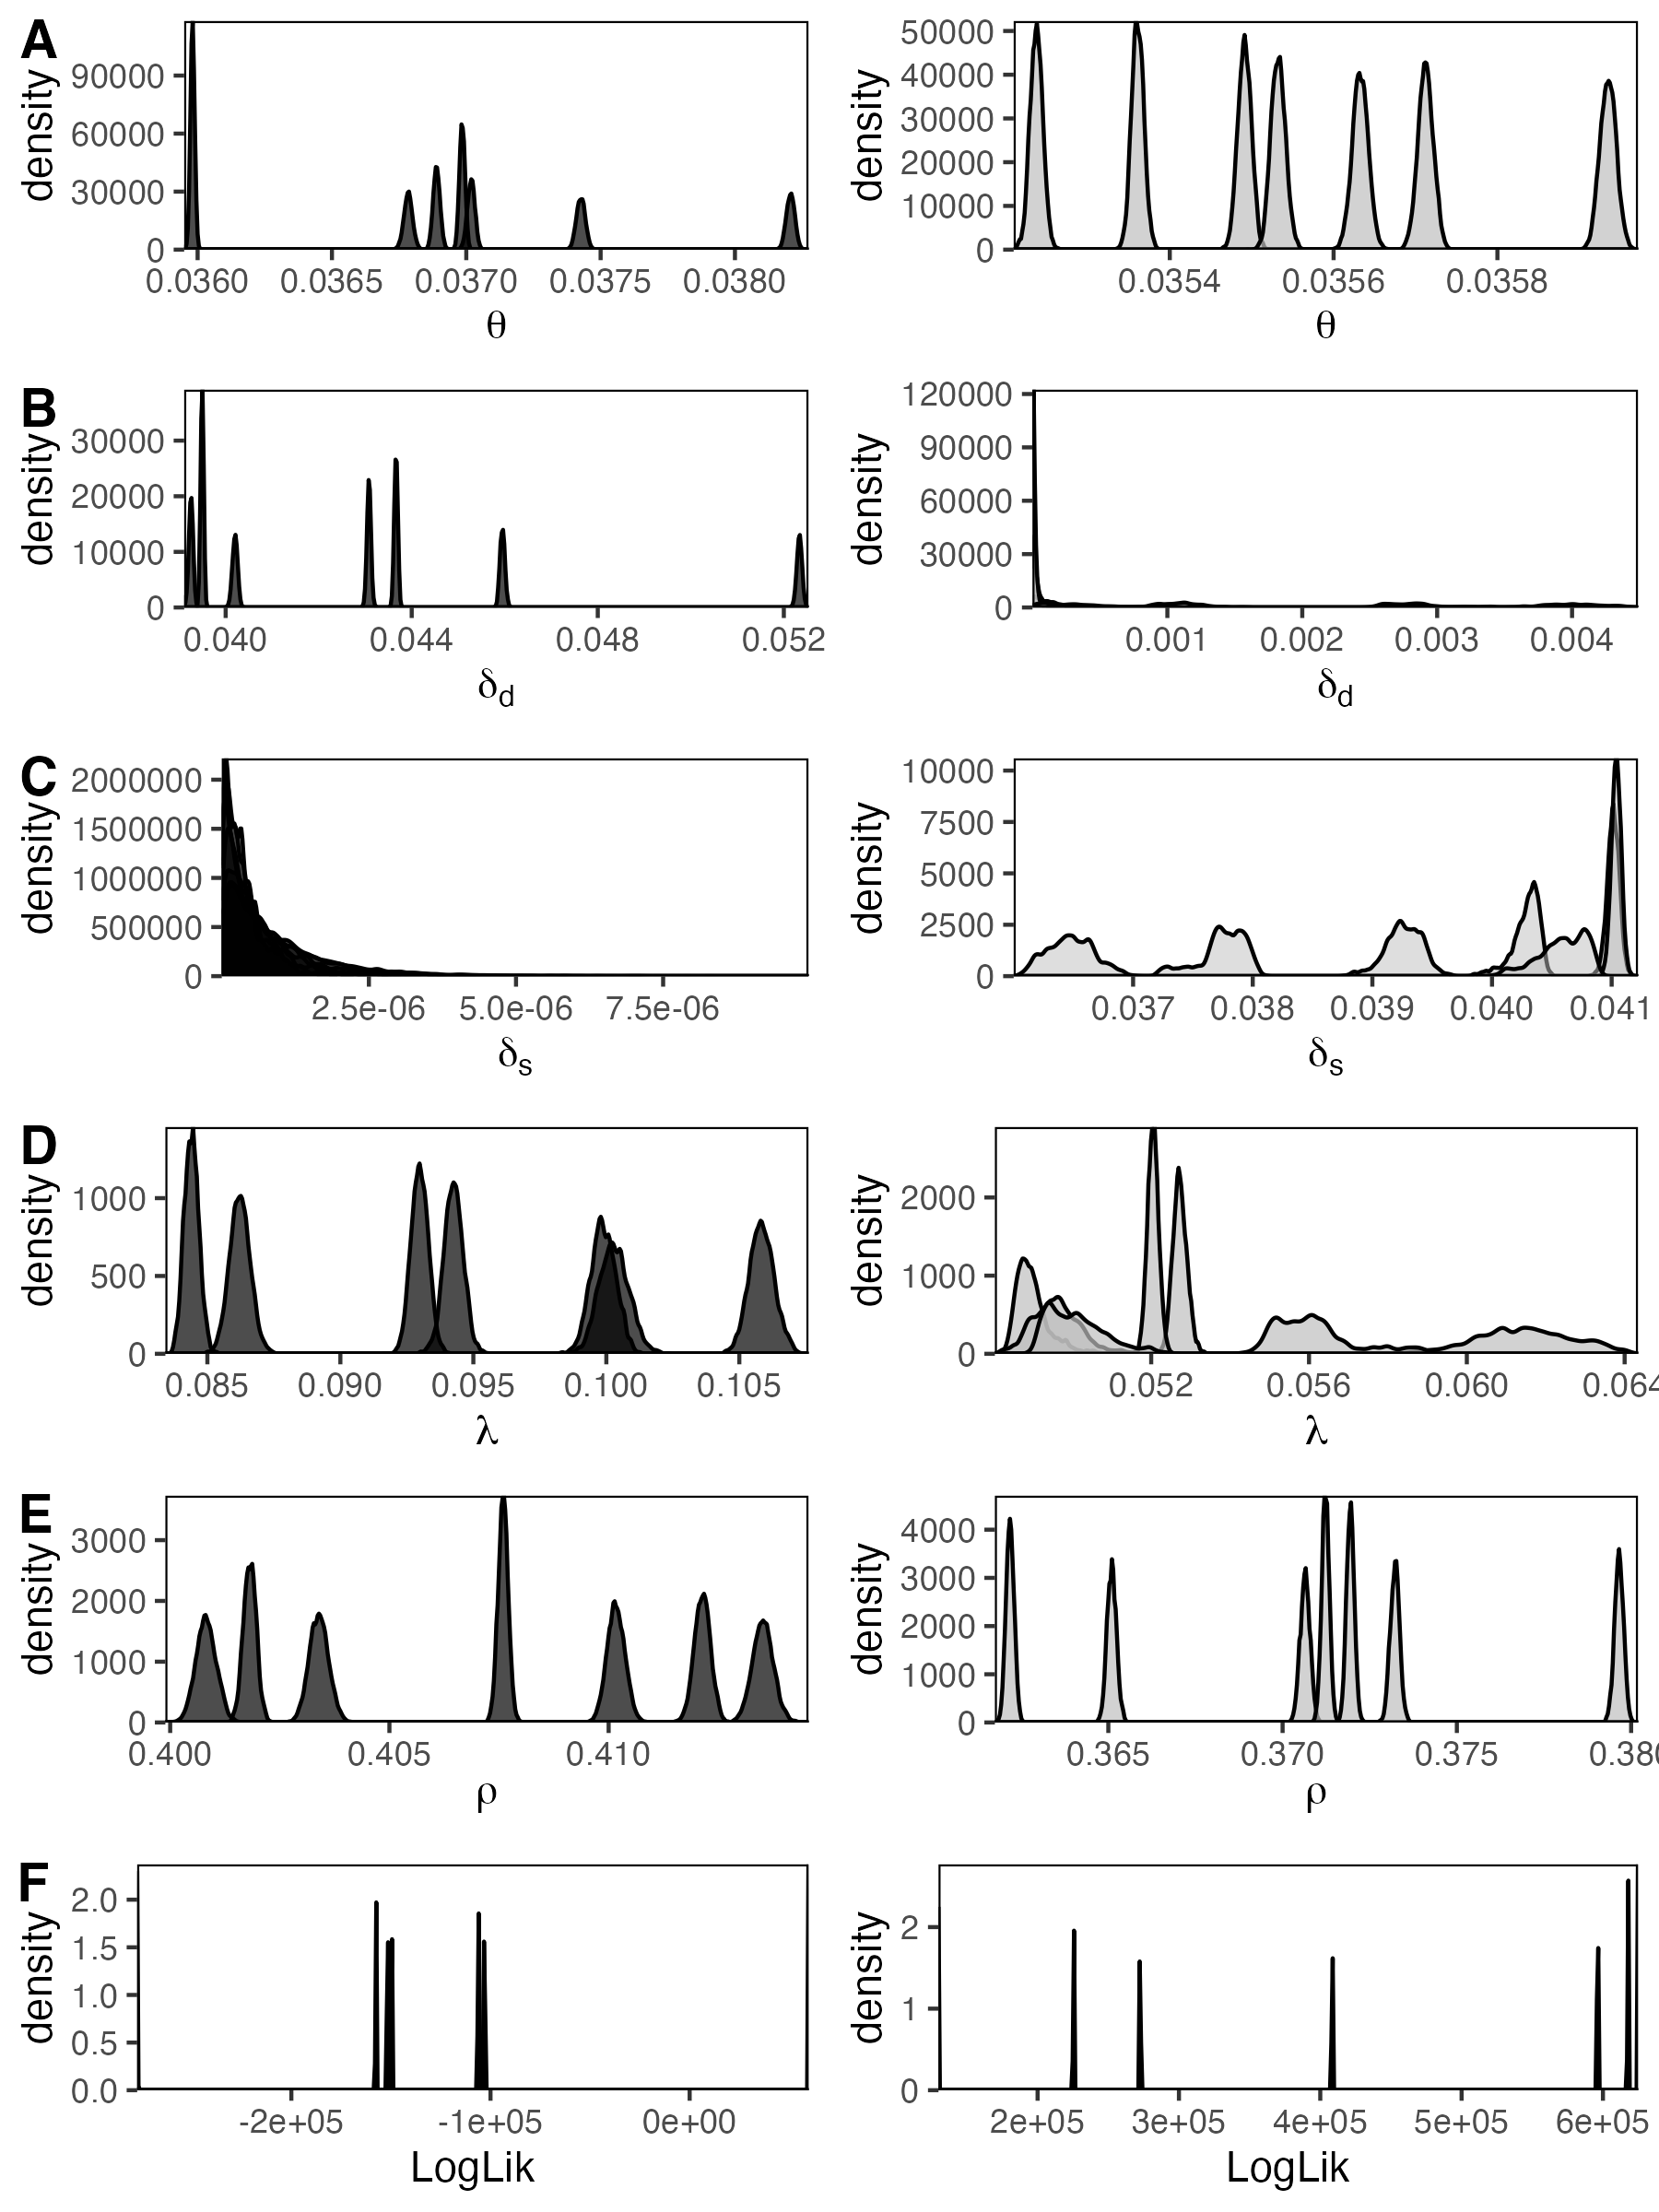 A
density
90000
60000
30000
0
0.0360 0.0365 0.0370 0.0375 0.0380
θ
density
50000
40000
30000
20000
10000
0
0.0354 0.0356 0.0358
θ
B
density
30000
20000
10000
0
0.040 0.044 0.048 0.052
δd
density
120000
90000
60000
30000
0
0.001 0.002 0.003 0.004
δd
C
density
2000000
1500000
1000000
500000
0
2.5e-06 5.0e-06 7.5e-06
δs
density
10000
7500
5000
2500
0
0.037 0.038 0.039 0.040 0.041
δs
D
density
1000
500
0
0.085 0.090 0.095 0.100 0.105
λ
density
2000
1000
0
0.052 0.056 0.060 0.064
λ
E
density
3000
2000
1000
0
0.400 0.405 0.410
ρ
density
4000
3000
2000
1000
0
0.365 0.370 0.375 0.380
ρ
F
density
2.0
1.5
1.0
0.5
0.0
-2e+05 -1e+05 0e+00
LogLik
density
2
1
0
2e+05 3e+05 4e+05 5e+05 6e+05
LogLik